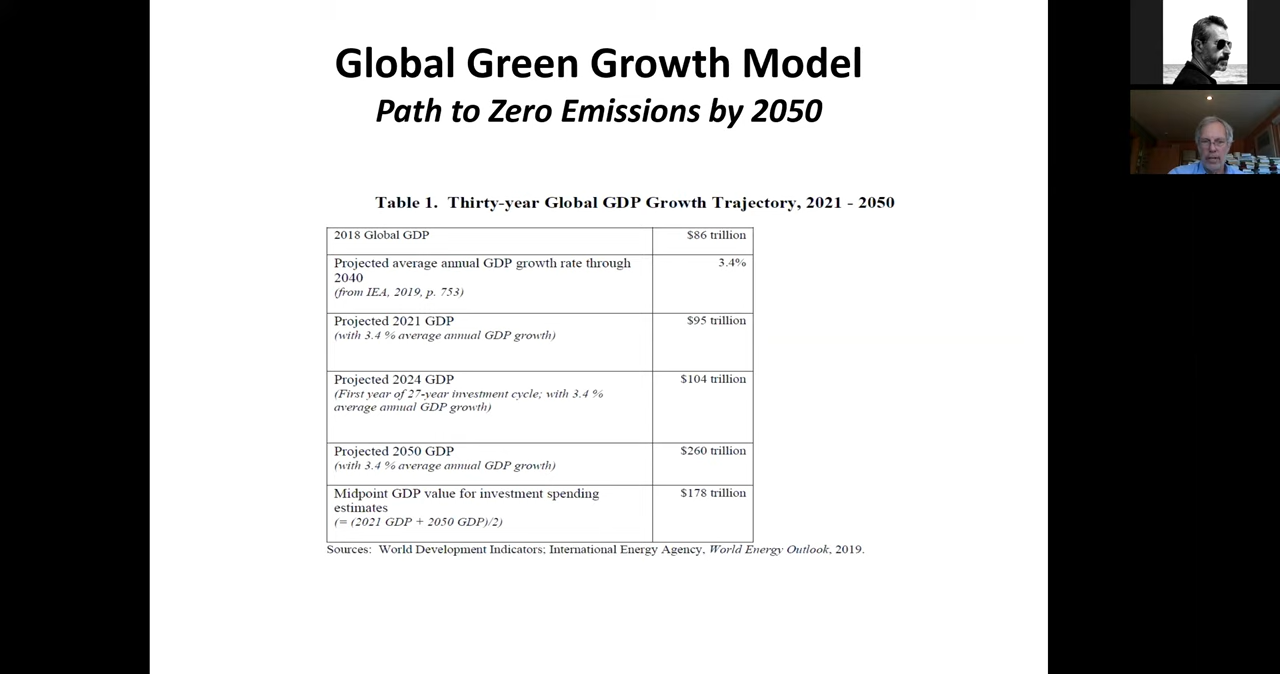 Global Green Growth Model
Path to Zero Emissions by 2050
Table 1. Thirty-year Global GDP Growth Trajectory, 2021 - 2050
2018 Global GDP $86 trillion
Projected average annual GDP growth rate through 3.4%
2040
(from IEA, 2019, p. 753)
Projected 2021 GDP $95 trillion
(with 3.4 % average annual GDP growth)
Projected 2024 GDP $104 trillion
(First year of 27-year investment cycle; with 3.4 %
average annual GDP growth)
Projected 2050 GDP $260 trillion
(with 3.4 % average annual GDP growth)
Midpoint GDP value for investment spending $178 trillion
estimates
(= (2021 GDP + 2050 GDP)/2)
Sources: World Development Indicators; International Energy Agency, World Energy Outlook, 2019.